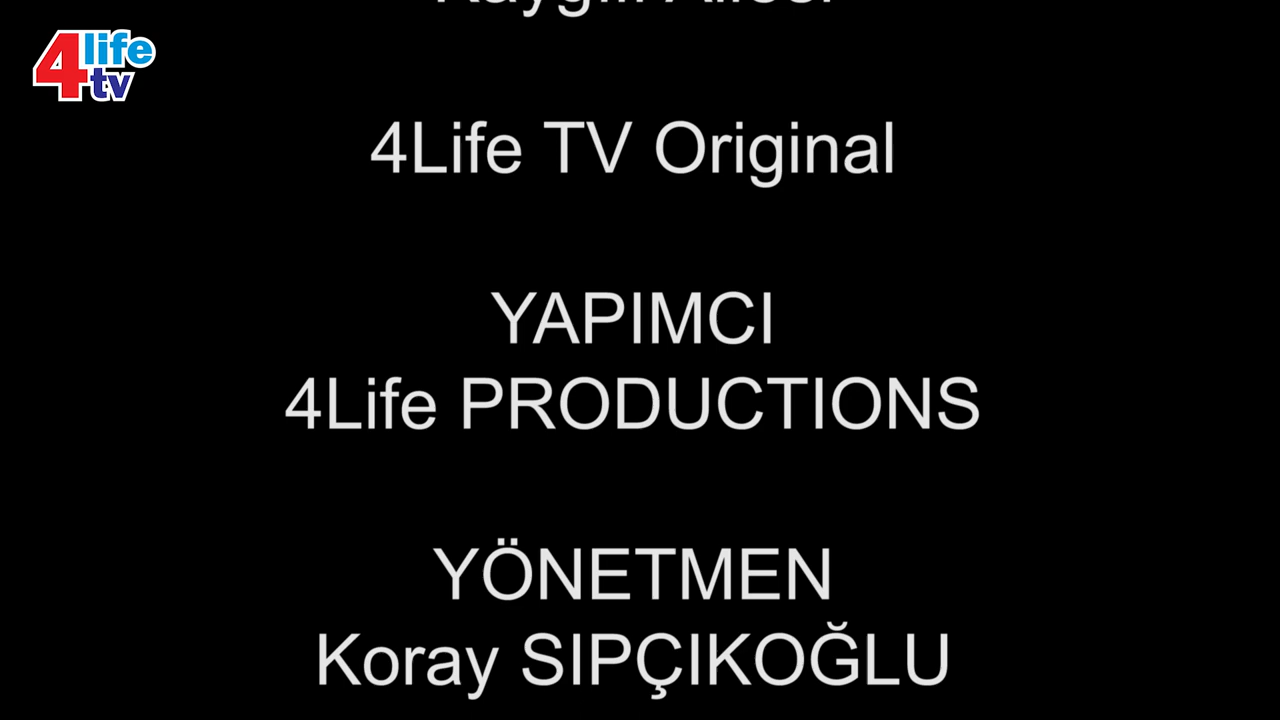 4life
tv
4Life TV Original
YAPIMCI
4Life PRODUCTIONS
YÖNETMEN
Koray SIPÇIKOĞLU